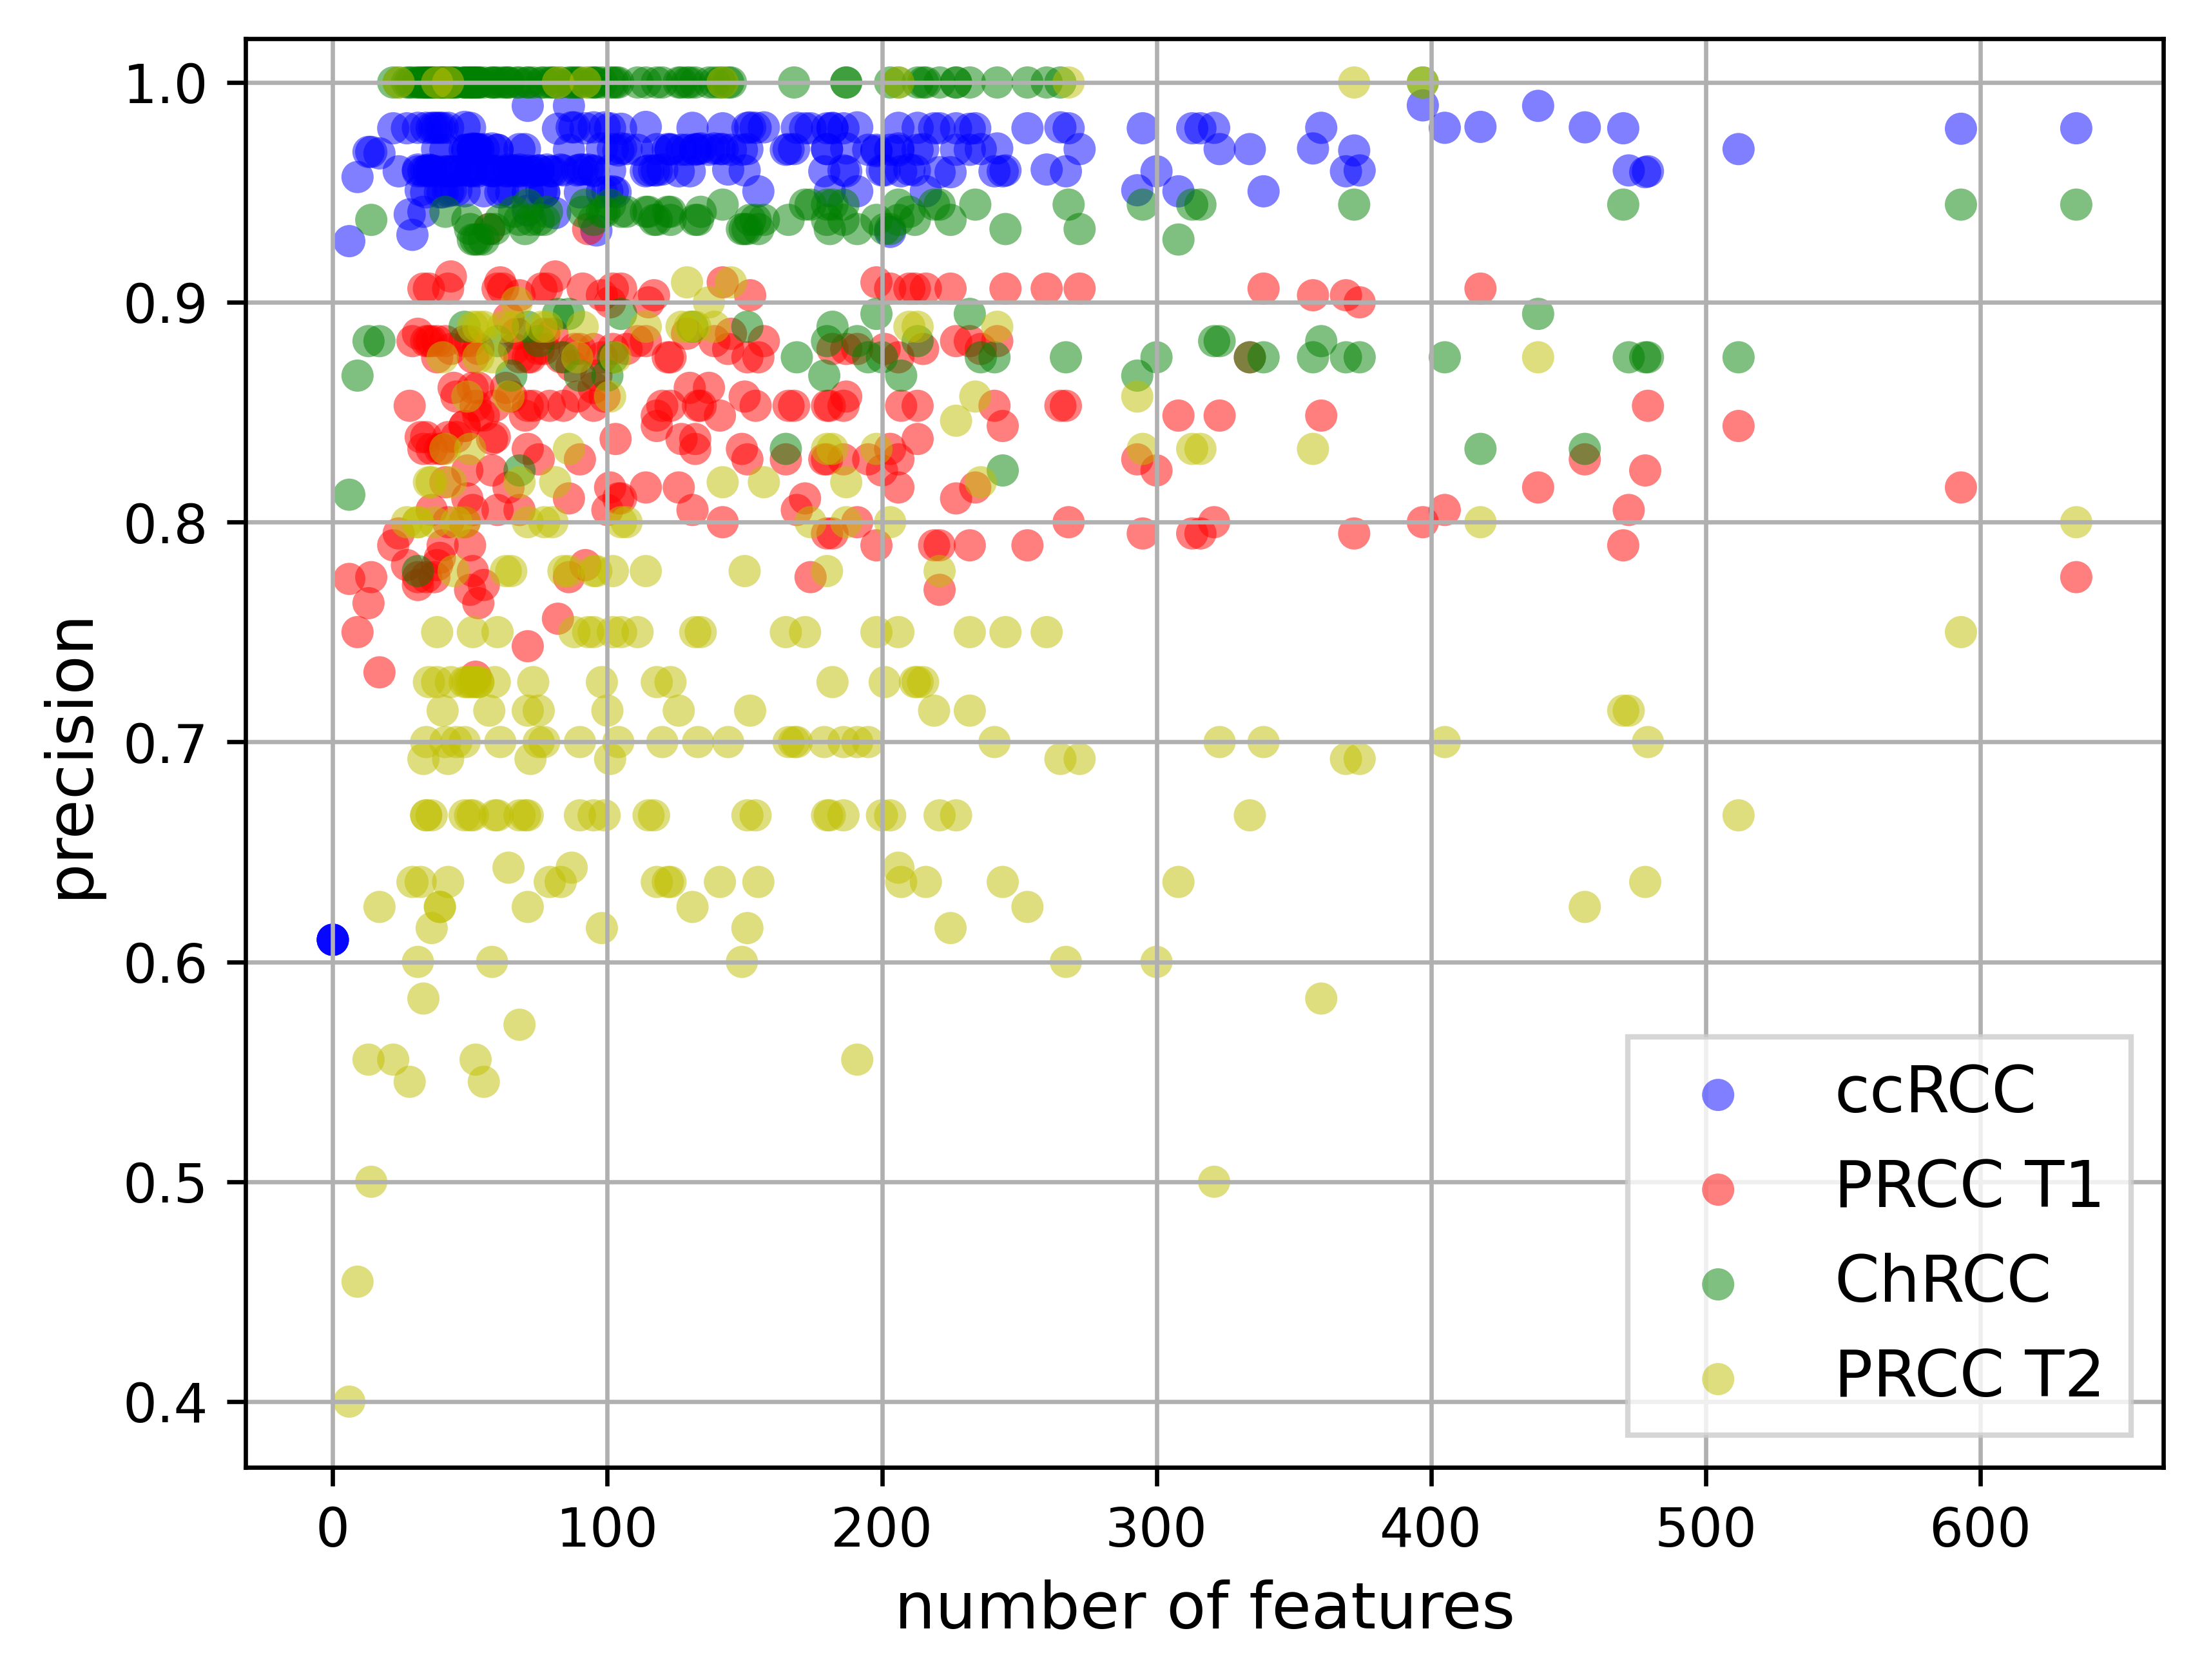 precision
1.0
0.9
0.8
0.7
0.6
0.5
0.4
0 100 200 300 400 500 600
number of features
ccRCC
PRCC T1
ChRCC
PRCC T2